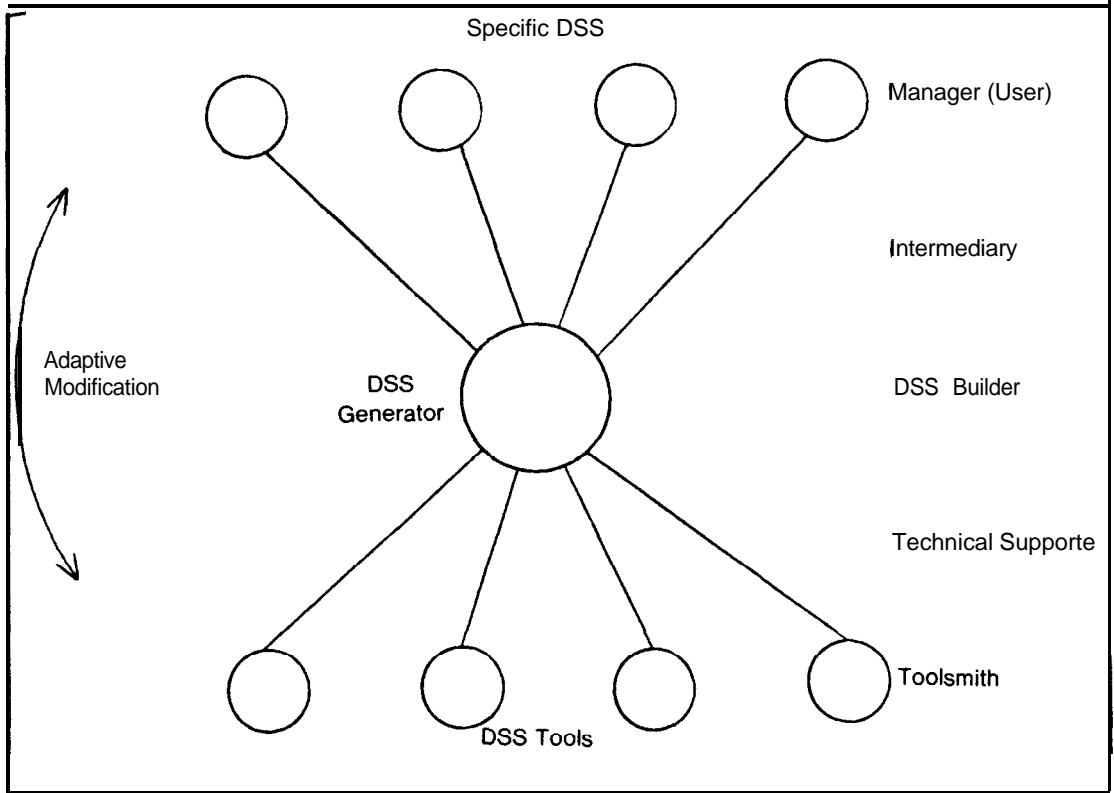 Specific DSS
Manager (User)
Intermediary
Adaptive
Modification
DSS
Generator
DSS Builder
Technical Supporte
Toolsmith
DSS Tools